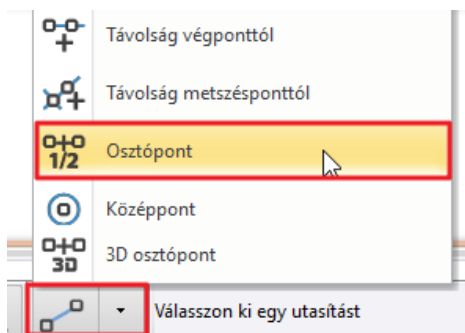 Távolság végponttól
Távolság metszésponttól
1/2 Osztópont
Középpont
3D 3D osztópont
Válasszon ki egy utasítást